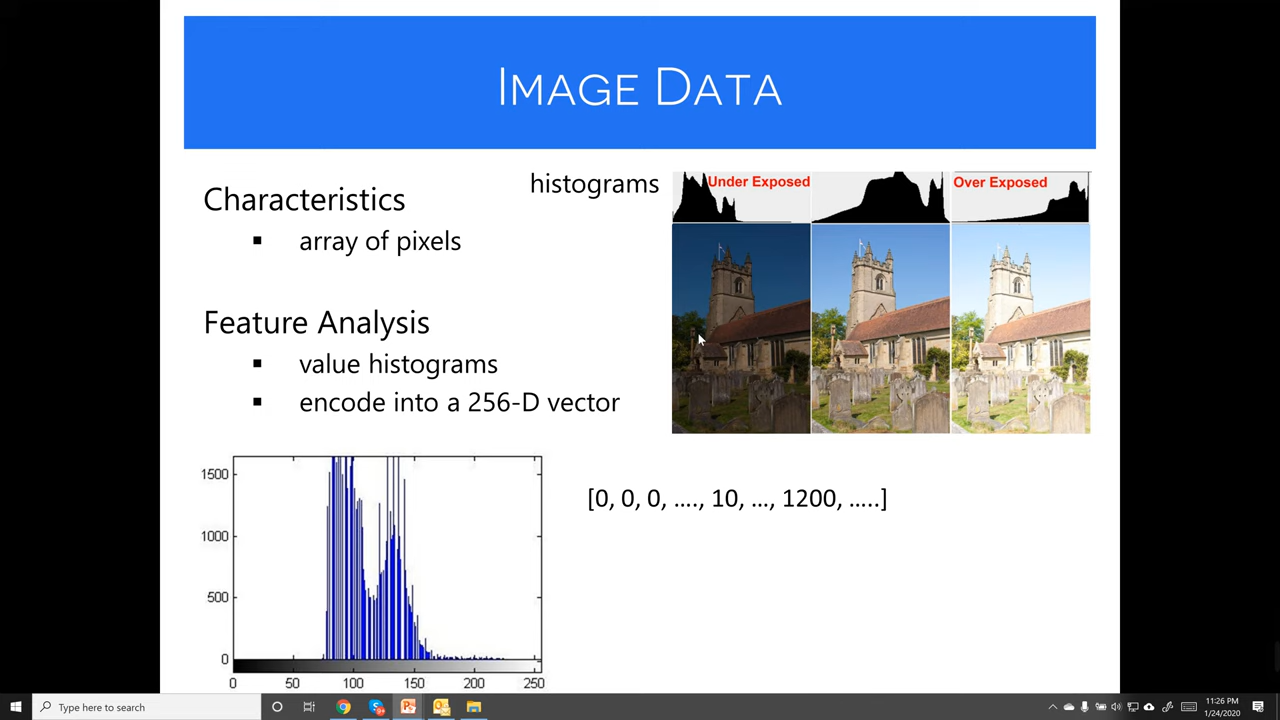 IMAGE DATA
Characteristics
▪ array of pixels
Feature Analysis
▪ value histograms
▪ encode into a 256-D vector
histograms
Under Exposed
Over Exposed
1500
1000
500
0
0 50 100 150 200 250
[0, 0, 0, …., 10, …, 1200, …..]
Type here to search
11:26 PM
1/24/2020